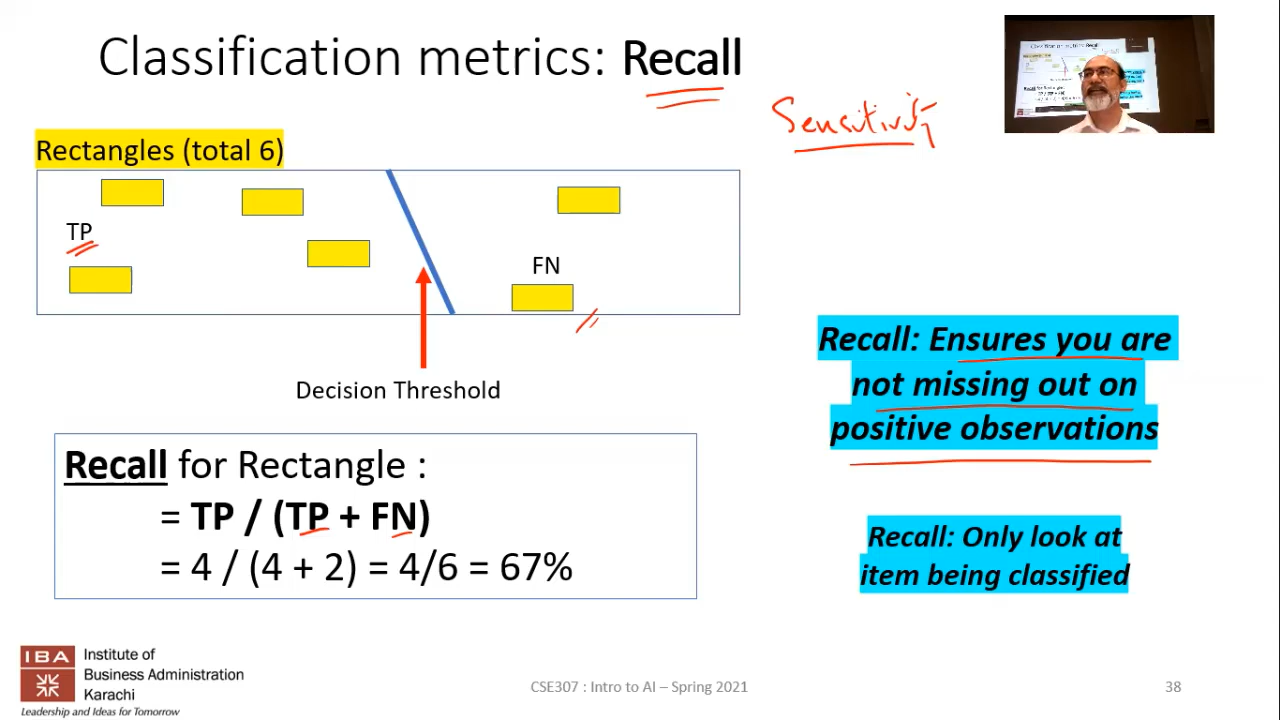 Classification metrics: Recall
Sensitivity
Rectangles (total 6)
TP
FN
Decision Threshold
Recall: Ensures you are
not missing out on
positive observations
Recall for Rectangle :
= TP / (TP + FN)
= 4 / (4 + 2) = 4/6 = 67%
Recall: Only look at
item being classified
IBA
Institute of
Business Administration
Karachi
Leadership and Ideas for Tomorrow
CSE307 : Intro to AI – Spring 2021
38